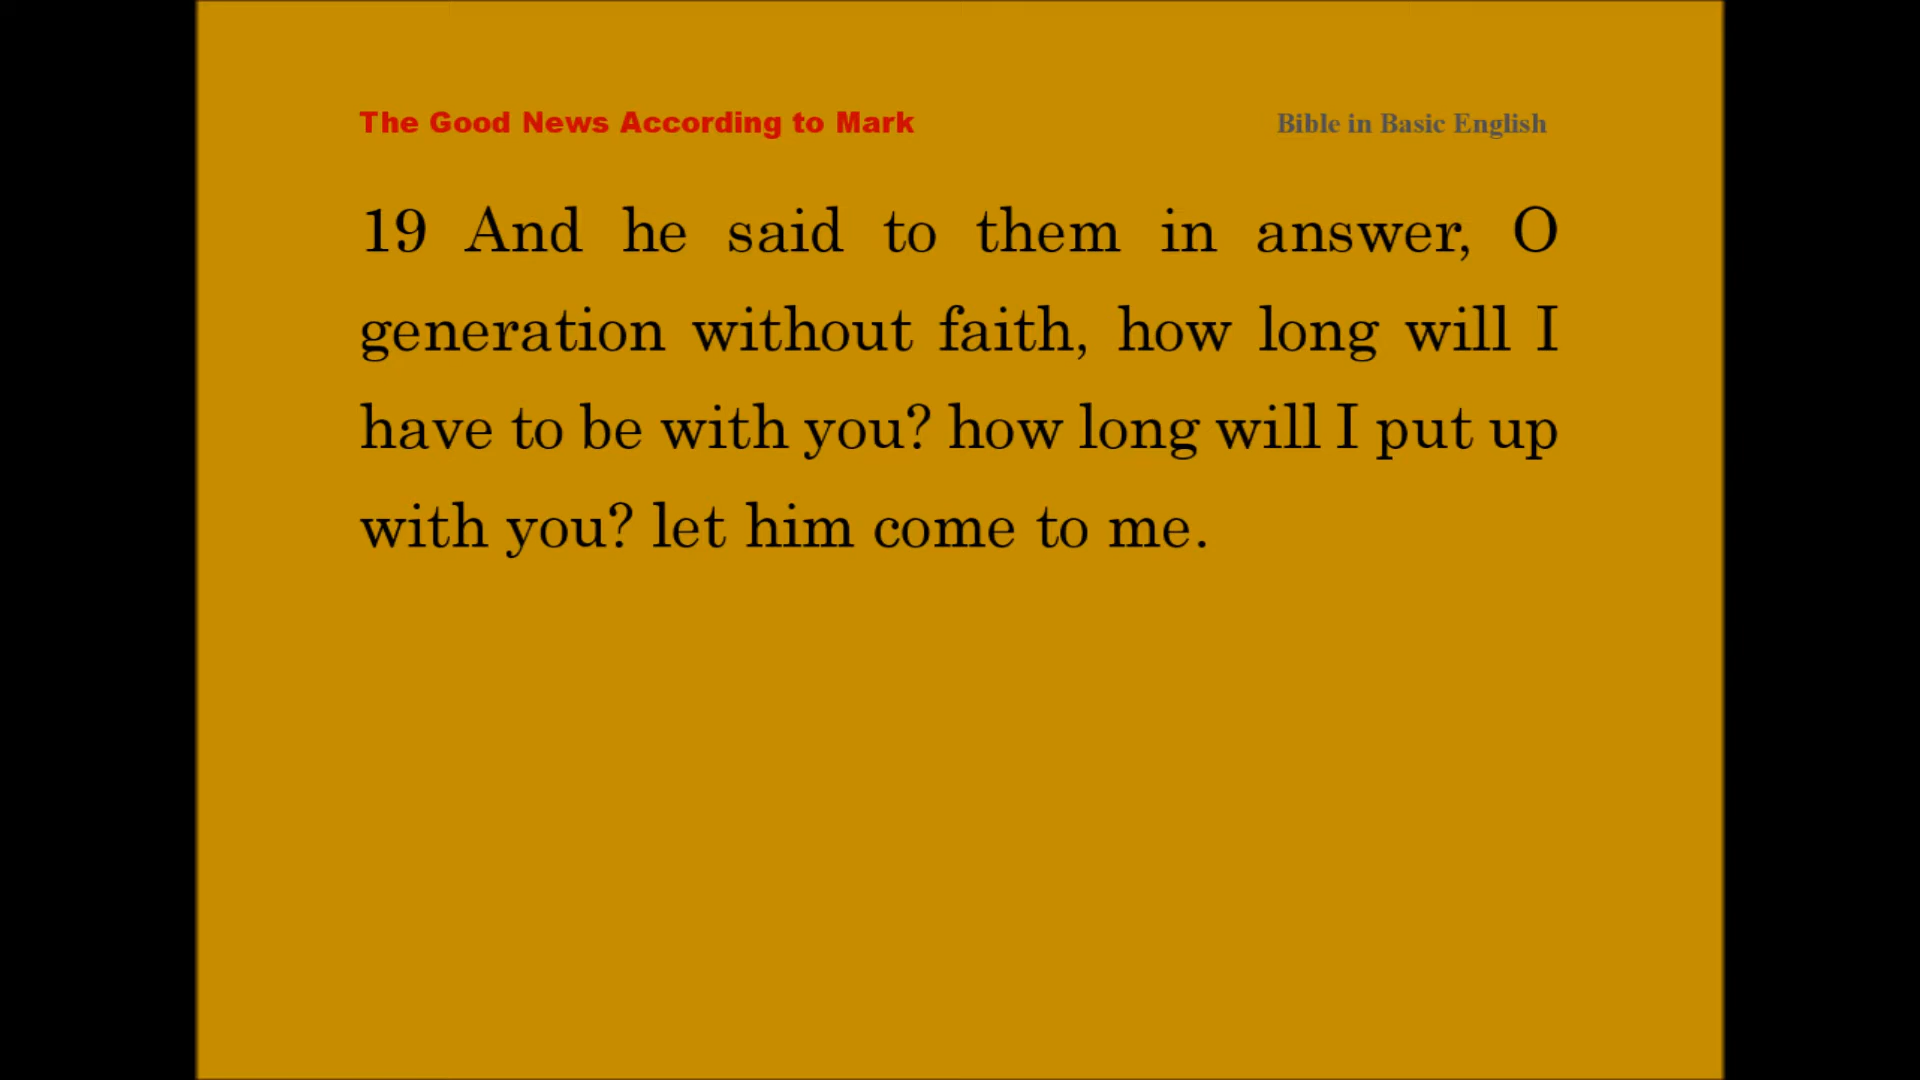 The Good News According to Mark Bible in Basic English
19 And he said to them in answer, O
generation without faith, how long will I
have to be with you? how long will I put up
with you? let him come to me.